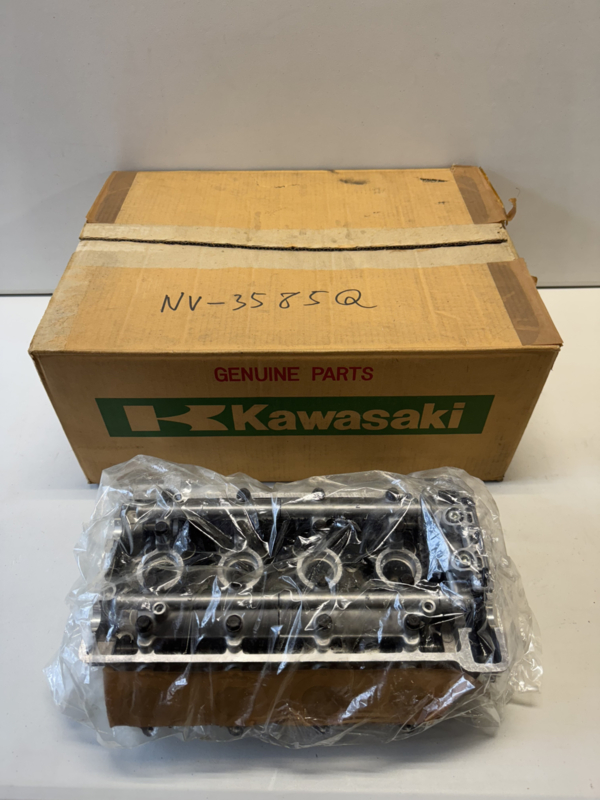 NV-3585Q
GENUINE PARTS
Kawasaki